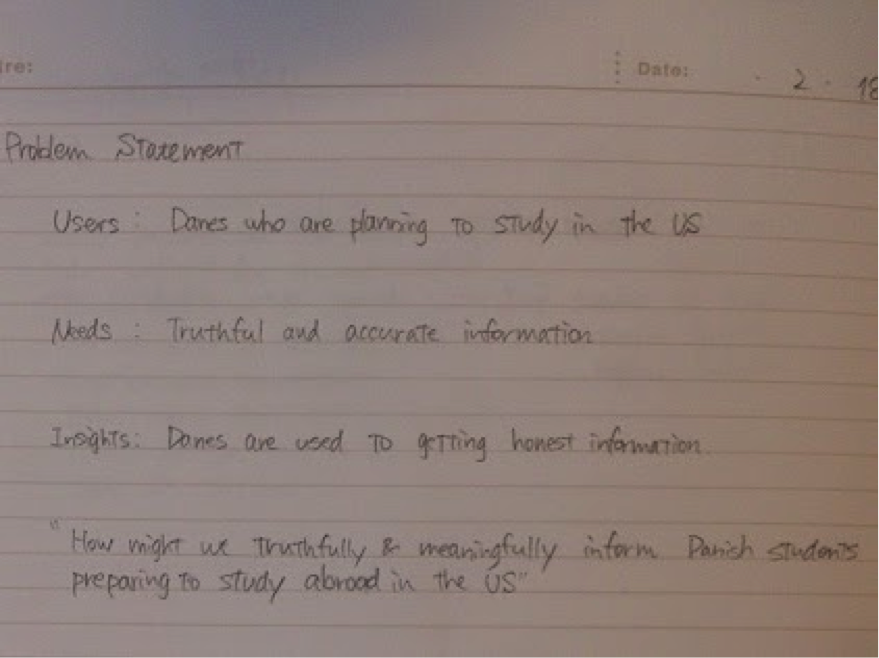 Date: · 2 · 18
Problem Statement
Users : Danes who are planning to study in the US
Needs : Truthful and accurate information
Insights: Danes are used to getting honest information.
"How might we truthfully & meaningfully inform Danish students
preparing to study abroad in the US"